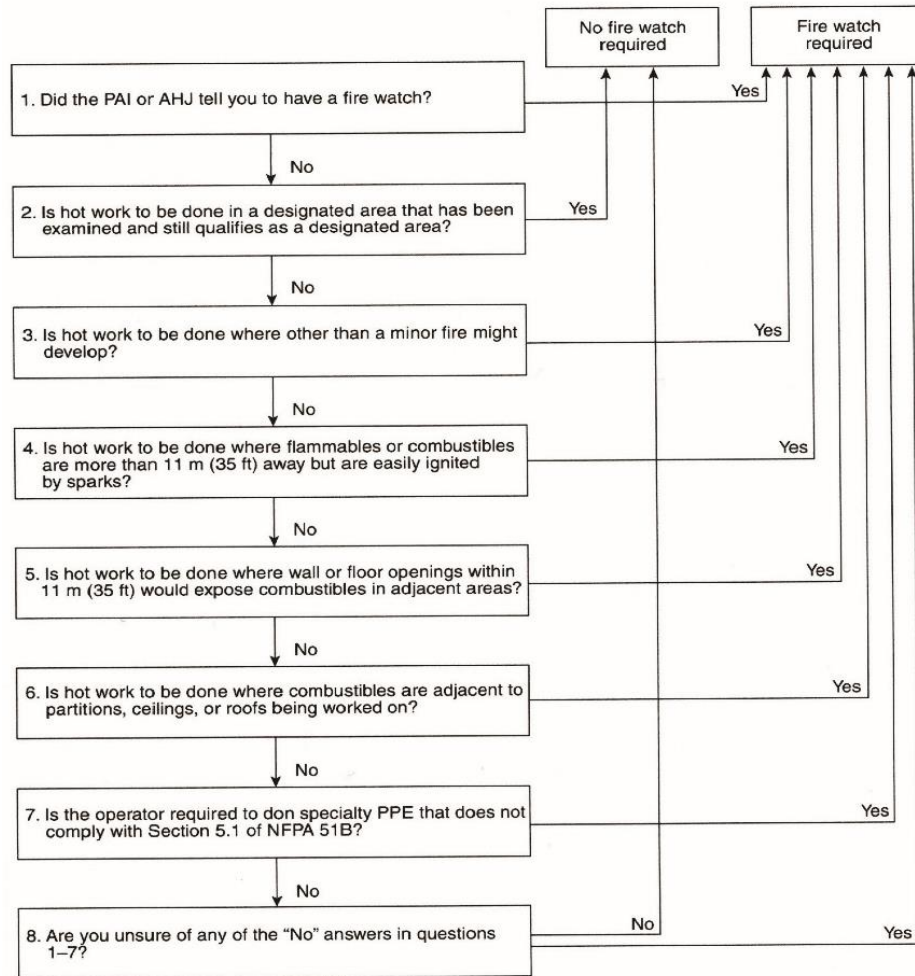 No fire watch
required
Fire watch
required
1. Did the PAI or AHJ tell you to have a fire watch?
Yes
No
2. Is hot work to be done in a designated area that has been
examined and still qualifies as a designated area?
Yes
No
3. Is hot work to be done where other than a minor fire might
develop?
Yes
No
4. Is hot work to be done where flammables or combustibles
are more than 11 m (35 ft) away but are easily ignited
by sparks?
Yes
No
5. Is hot work to be done where wall or floor openings within
11 m (35 ft) would expose combustibles in adjacent areas?
Yes
No
6. Is hot work to be done where combustibles are adjacent to
partitions, ceilings, or roofs being worked on?
Yes
No
7. Is the operator required to don specialty PPE that does not
comply with Section 5.1 of NFPA 51B?
Yes
No
8. Are you unsure of any of the “No” answers in questions
1–7?
No
Yes